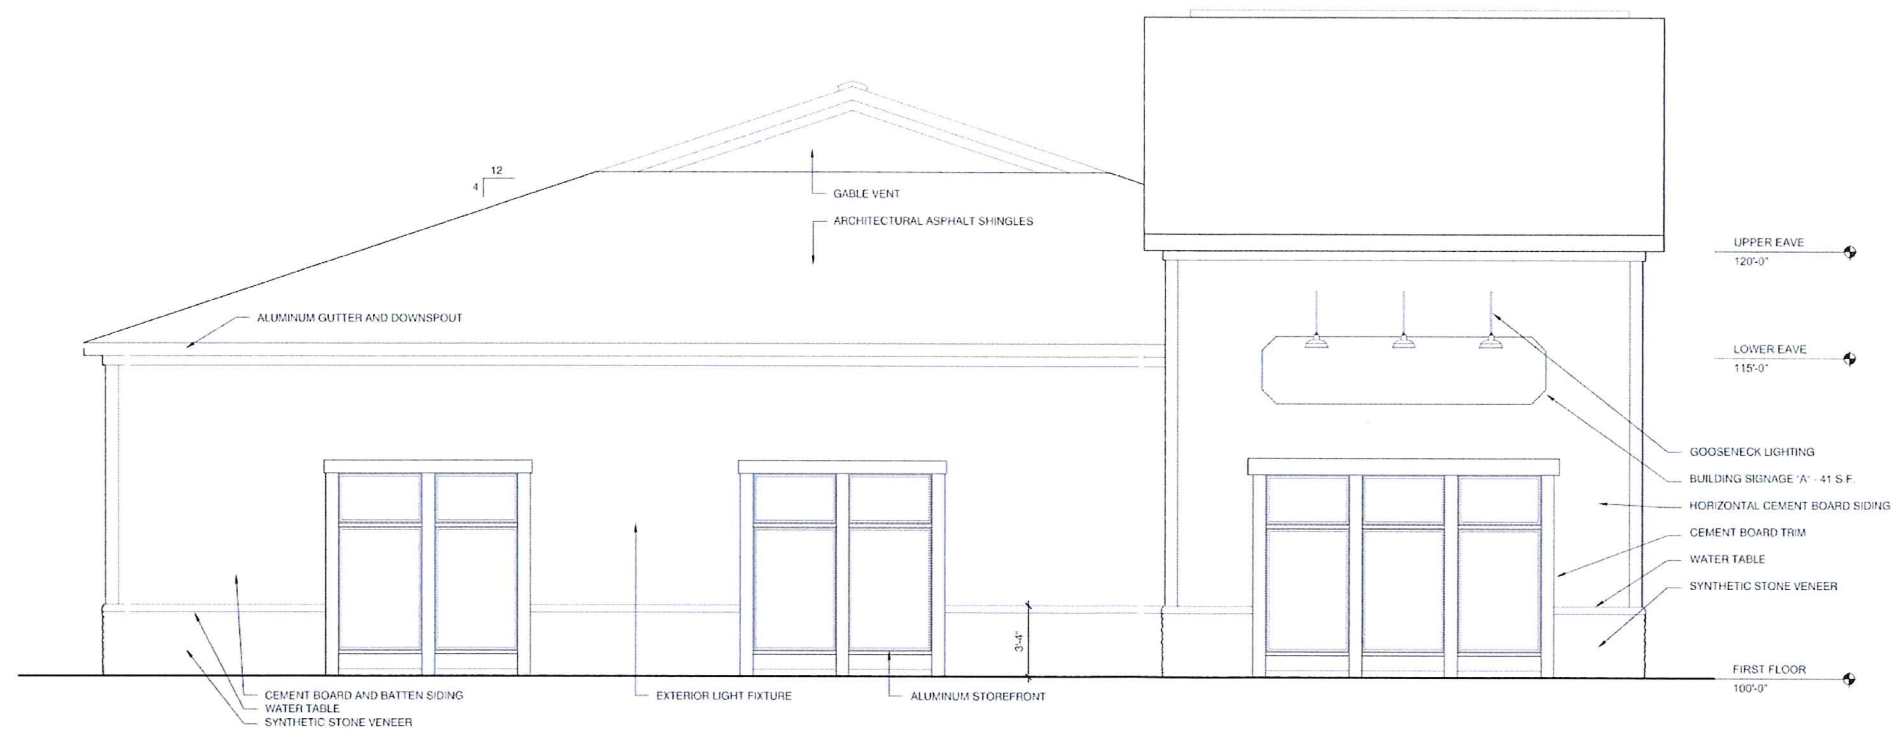 12
4
GABLE VENT
ARCHITECTURAL ASPHALT SHINGLES
UPPER EAVE
120'-0"
ALUMINUM GUTTER AND DOWNSPOUT
LOWER EAVE
115'-0"
GOOSENECK LIGHTING
BUILDING SIGNAGE "A" - 41 S.F.
HORIZONTAL CEMENT BOARD SIDING
CEMENT BOARD TRIM
WATER TABLE
SYNTHETIC STONE VENEER
3'-4"
FIRST FLOOR
100'-0"
CEMENT BOARD AND BATTEN SIDING
WATER TABLE
SYNTHETIC STONE VENEER
EXTERIOR LIGHT FIXTURE
ALUMINUM STOREFRONT